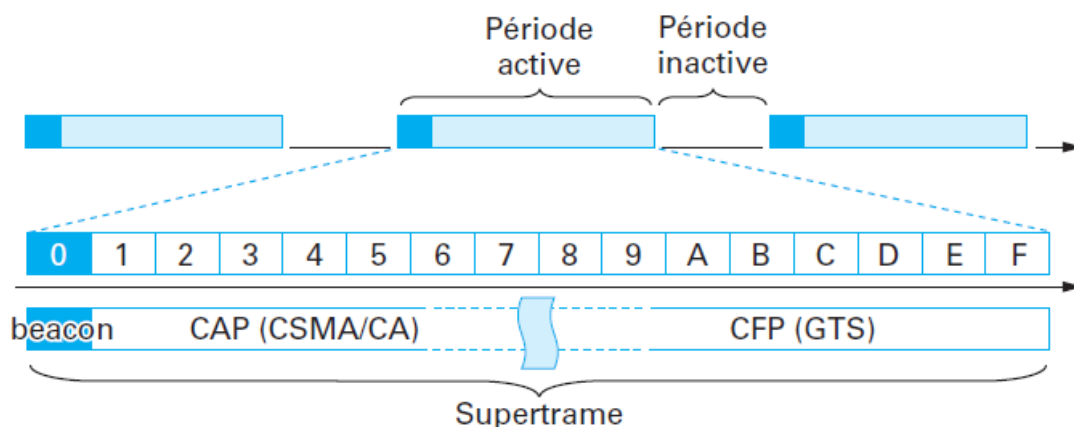 Période
active
Période
inactive
0 1 2 3 4 5 6 7 8 9 A B C D E F
beacon CAP (CSMA/CA) CFP (GTS)
Supertrame